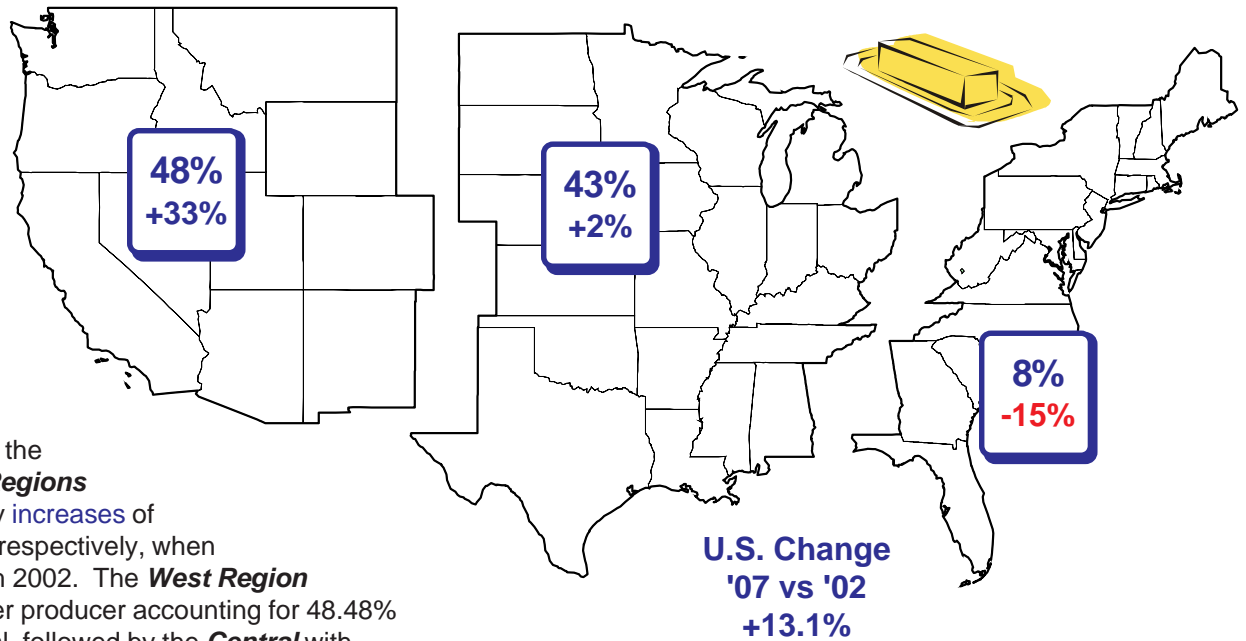 48%
+33%
43%
+2%
8%
-15%
the
Regions
increases of
respectively, when
2002. The West Region
producer accounting for 48.48%
followed by the Central with
U.S. Change
'07 vs '02
+13.1%